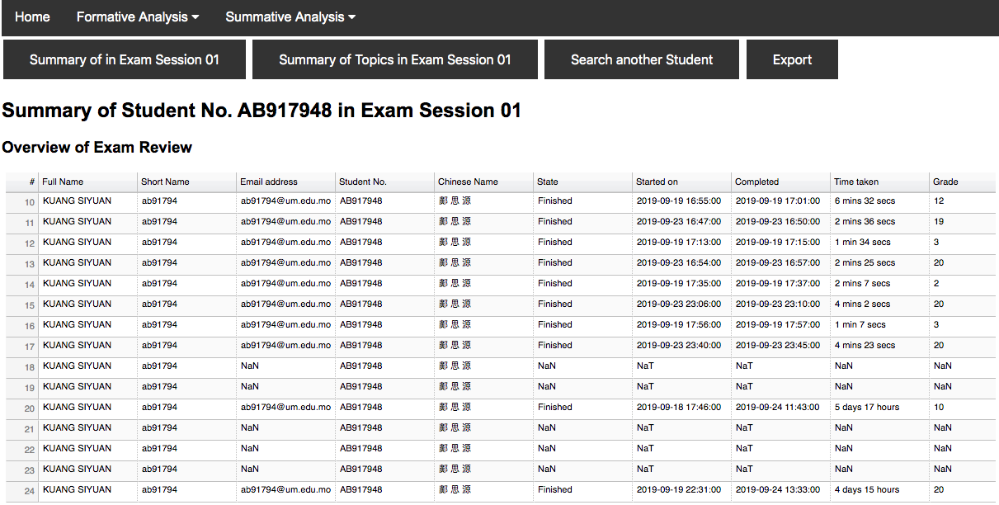 Home Formative Analysis Summative Analysis
Summary of in Exam Session 01 Summary of Topics in Exam Session 01 Search another Student Export
Summary of Student No. AB917948 in Exam Session 01
Overview of Exam Review
# Full Name Short Name Email address Student No. Chinese Name State Started on Completed Time taken Grade
10 KUANG SIYUAN ab91794 ab91794@um.edu.mo AB917948 鄺 思 源 Finished 2019-09-19 16:55:00 2019-09-19 17:01:00 6 mins 32 secs 12
11 KUANG SIYUAN ab91794 ab91794@um.edu.mo AB917948 鄺 思 源 Finished 2019-09-23 16:47:00 2019-09-23 16:50:00 2 mins 36 secs 19
12 KUANG SIYUAN ab91794 ab91794@um.edu.mo AB917948 鄺 思 源 Finished 2019-09-19 17:13:00 2019-09-19 17:15:00 1 min 34 secs 3
13 KUANG SIYUAN ab91794 ab91794@um.edu.mo AB917948 鄺 思 源 Finished 2019-09-23 16:54:00 2019-09-23 16:57:00 2 mins 25 secs 20
14 KUANG SIYUAN ab91794 ab91794@um.edu.mo AB917948 鄺 思 源 Finished 2019-09-19 17:35:00 2019-09-19 17:37:00 2 mins 7 secs 2
15 KUANG SIYUAN ab91794 ab91794@um.edu.mo AB917948 鄺 思 源 Finished 2019-09-23 23:06:00 2019-09-23 23:10:00 4 mins 2 secs 20
16 KUANG SIYUAN ab91794 ab91794@um.edu.mo AB917948 鄺 思 源 Finished 2019-09-19 17:56:00 2019-09-19 17:57:00 1 min 7 secs 3
17 KUANG SIYUAN ab91794 ab91794@um.edu.mo AB917948 鄺 思 源 Finished 2019-09-23 23:40:00 2019-09-23 23:45:00 4 mins 23 secs 20
18 KUANG SIYUAN ab91794 NaN AB917948 鄺 思 源 NaN NaT NaT NaN NaN
19 KUANG SIYUAN ab91794 NaN AB917948 鄺 思 源 NaN NaT NaT NaN NaN
20 KUANG SIYUAN ab91794 ab91794@um.edu.mo AB917948 鄺 思 源 Finished 2019-09-18 17:46:00 2019-09-24 11:43:00 5 days 17 hours 10
21 KUANG SIYUAN ab91794 NaN AB917948 鄺 思 源 NaN NaT NaT NaN NaN
22 KUANG SIYUAN ab91794 NaN AB917948 鄺 思 源 NaN NaT NaT NaN NaN
23 KUANG SIYUAN ab91794 NaN AB917948 鄺 思 源 NaN NaT NaT NaN NaN
24 KUANG SIYUAN ab91794 ab91794@um.edu.mo AB917948 鄺 思 源 Finished 2019-09-19 22:31:00 2019-09-24 13:33:00 4 days 15 hours 20